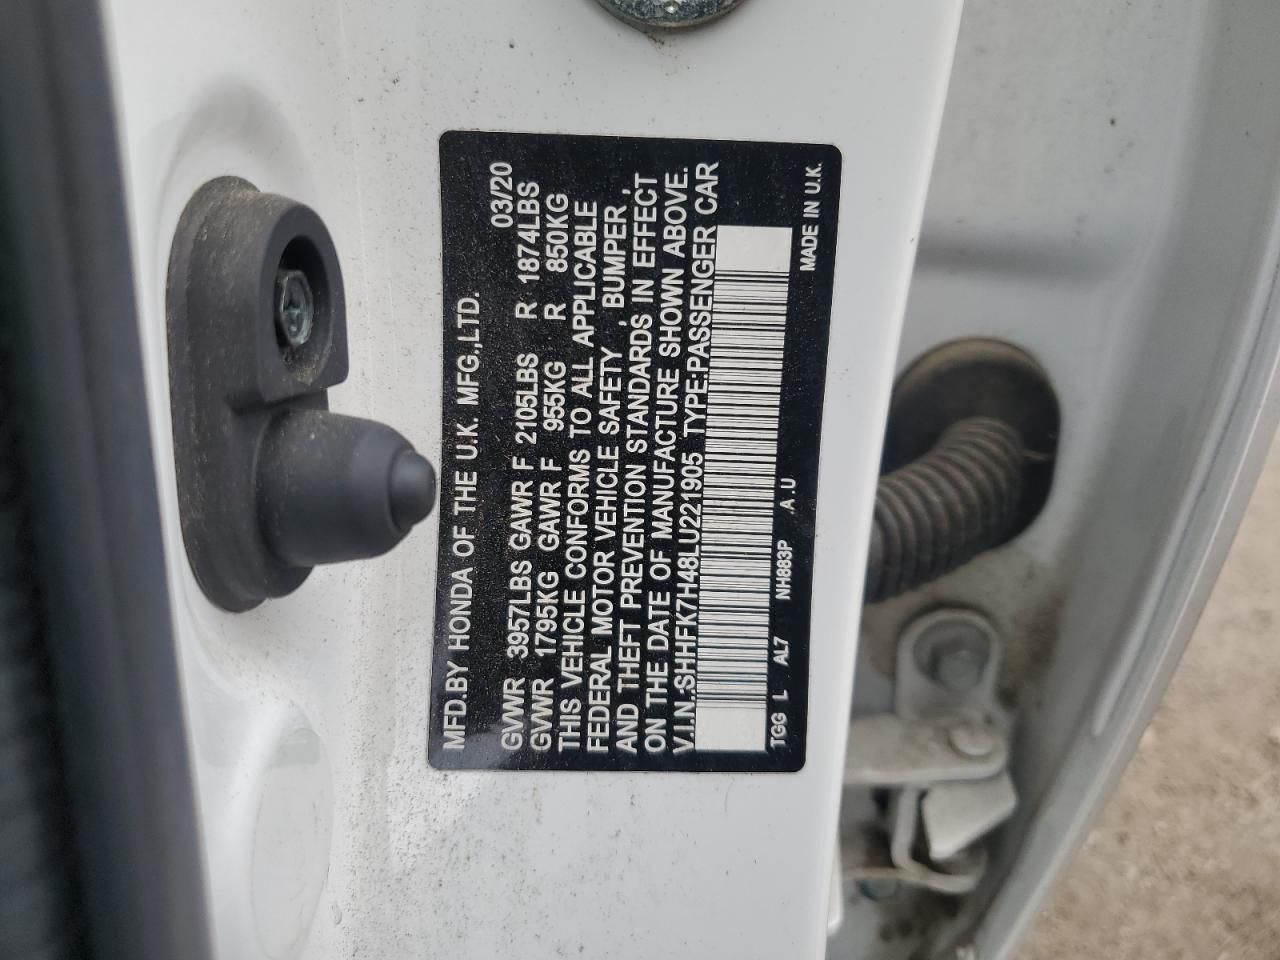 MFD.BY HONDA OF THE U.K. MFG.,LTD.
03/20
GVWR 3957LBS GAWR F 2105LBS R 1874LBS
GVWR 1795KG GAWR F 955KG R 850KG
THIS VEHICLE CONFORMS TO ALL APPLICABLE
FEDERAL MOTOR VEHICLE SAFETY , BUMPER ,
AND THEFT PREVENTION STANDARDS IN EFFECT
ON THE DATE OF MANUFACTURE SHOWN ABOVE.
V.I.N.:SHHFK7H48LU221905 TYPE:PASSENGER CAR
TGG L AL7 NH883P .A .U MADE IN U.K.